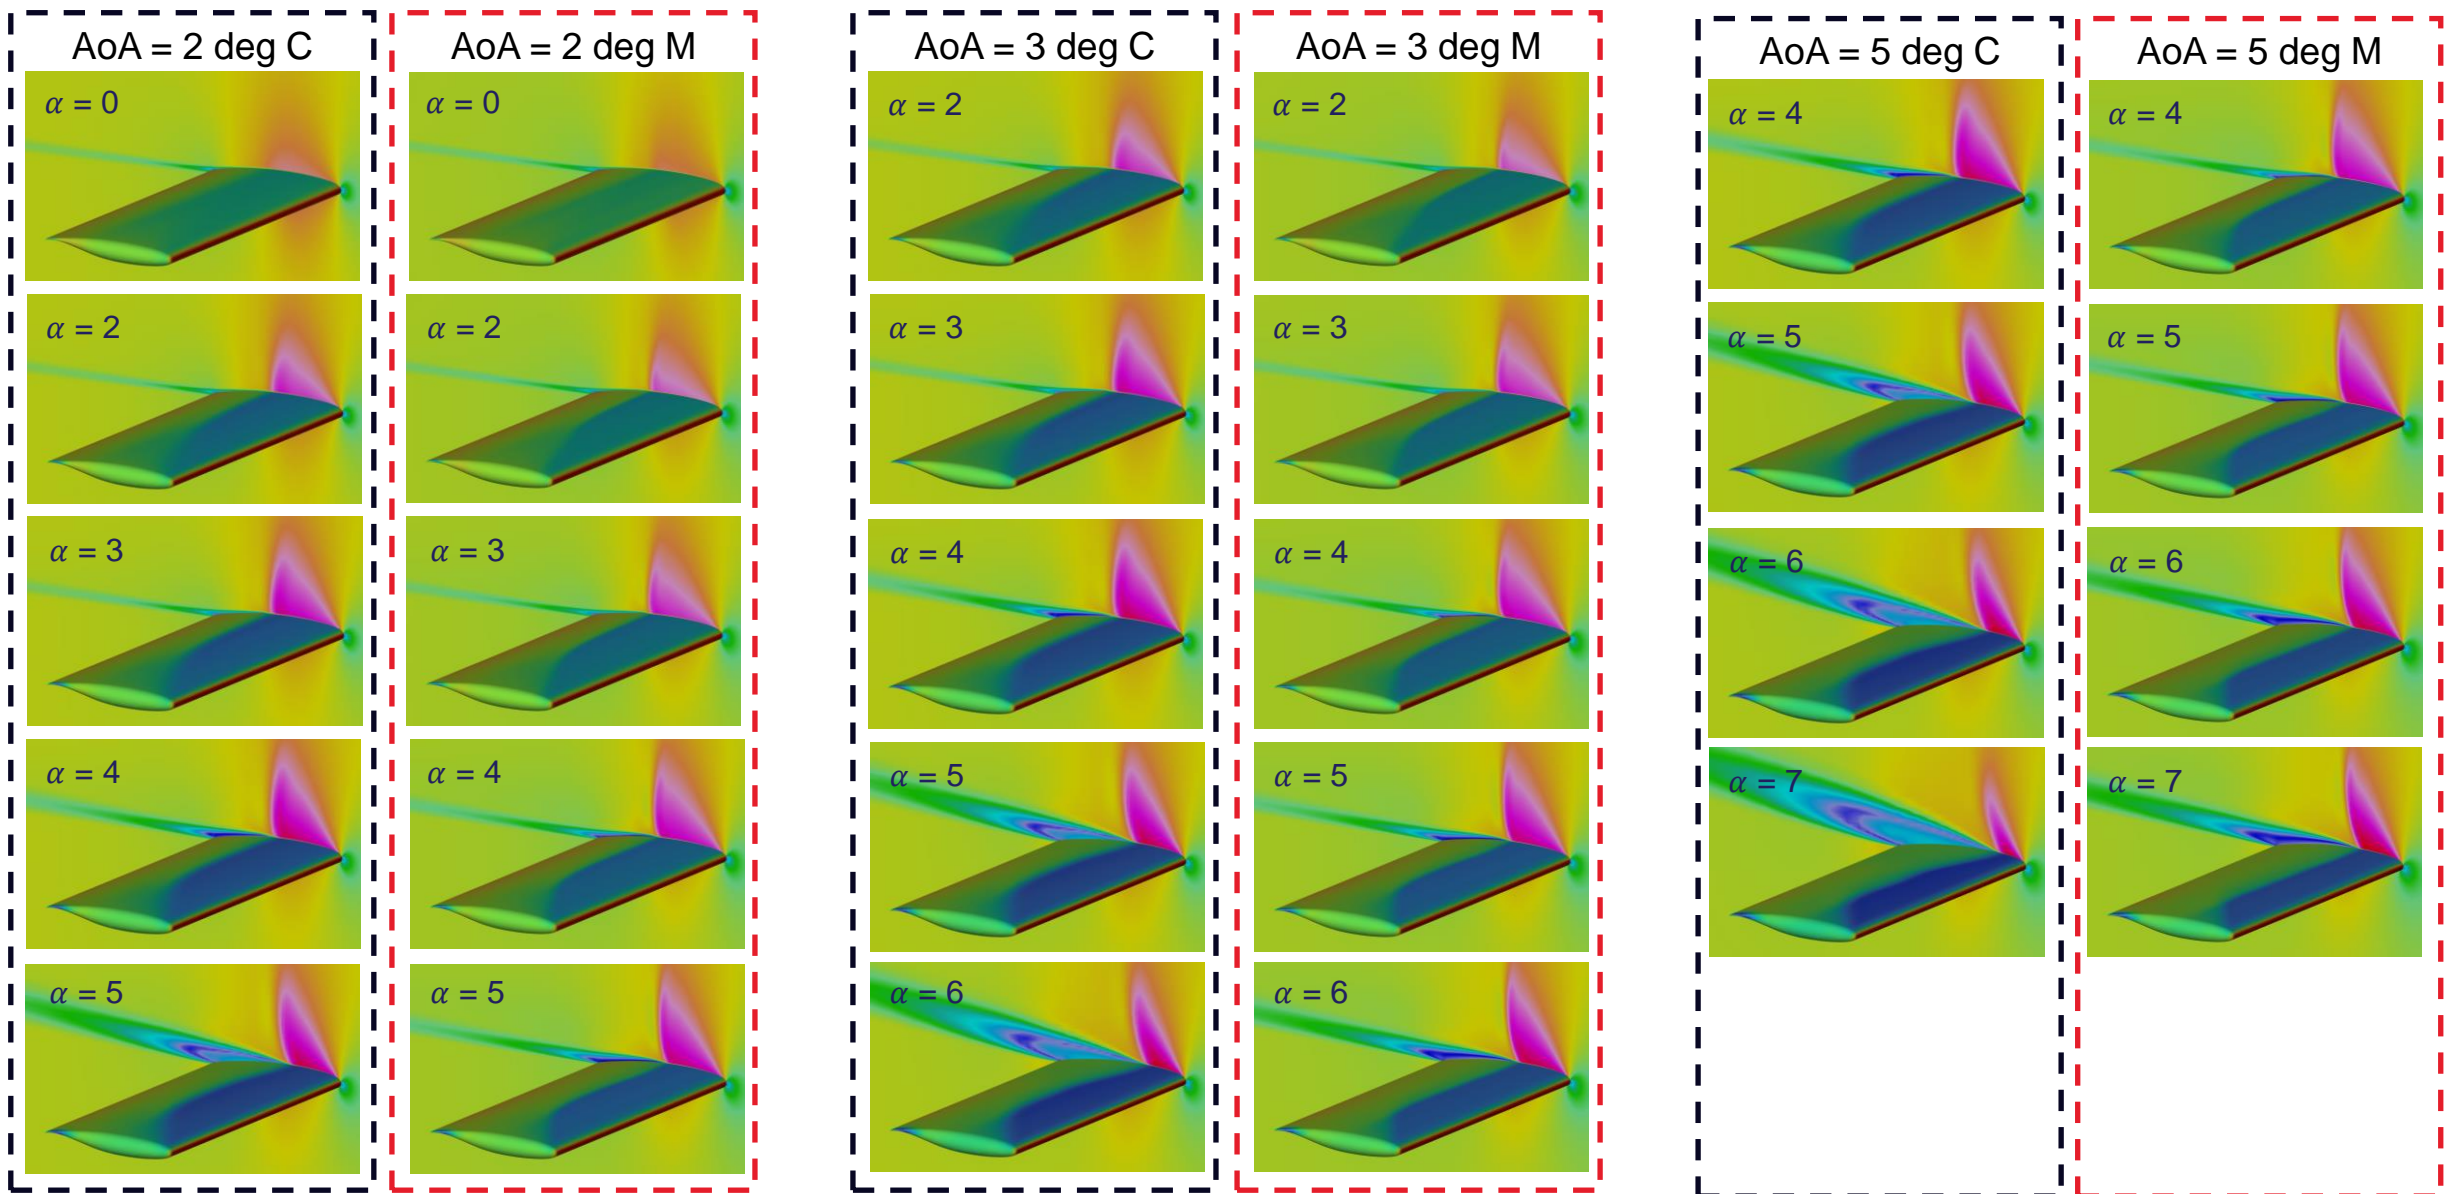 AoA = 2 deg C
α = 0
α = 2
α = 3
α = 4
α = 5
AoA = 2 deg M
α = 0
α = 2
α = 3
α = 4
α = 5
AoA = 3 deg C
α = 2
α = 3
α = 4
α = 5
α = 6
AoA = 3 deg M
α = 2
α = 3
α = 4
α = 5
α = 6
AoA = 5 deg C
α = 4
α = 5
α = 6
α = 7
AoA = 5 deg M
α = 4
α = 5
α = 6
α = 7